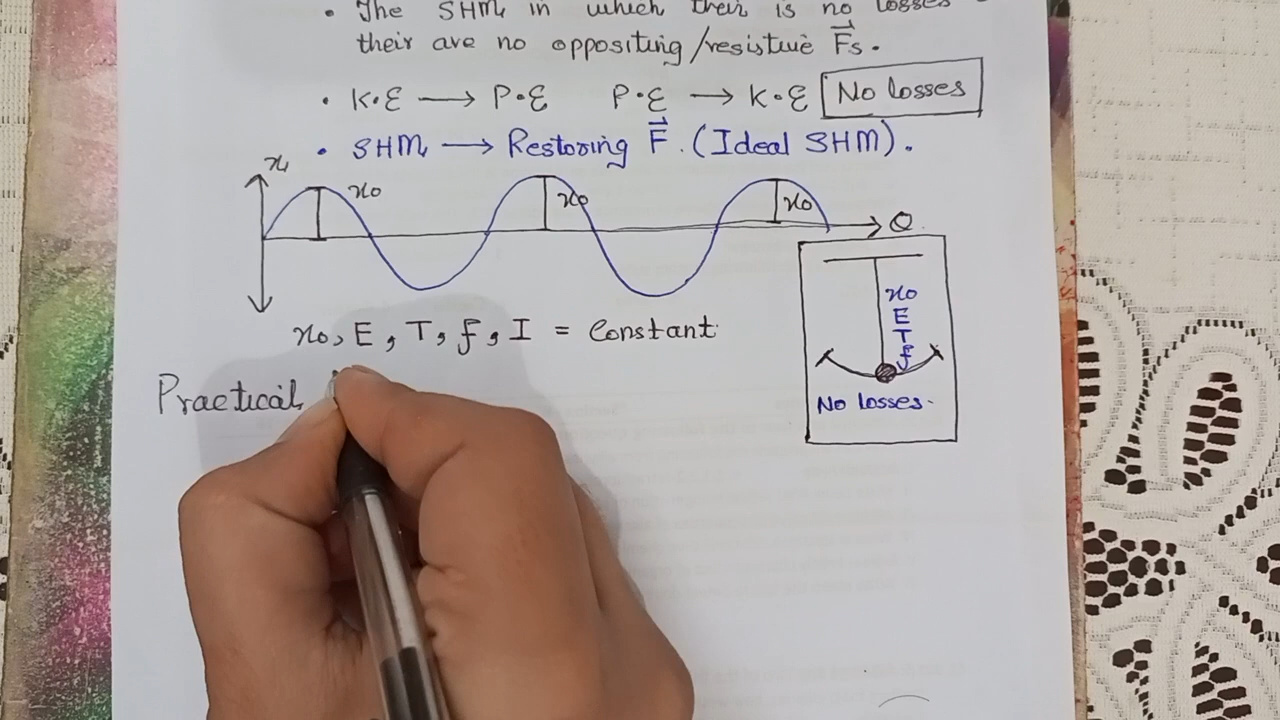 • The SHM in which their is no losses
their are no oppositing/resistive F⃗s.
• K.E → P.E P.E → K.E No losses
• SHM → Restoring F⃗. (Ideal SHM).
x
x₀ x₀ x₀
θ
x₀
E
T
f
No losses.
x₀, E, T, f, I = Constant
Practical